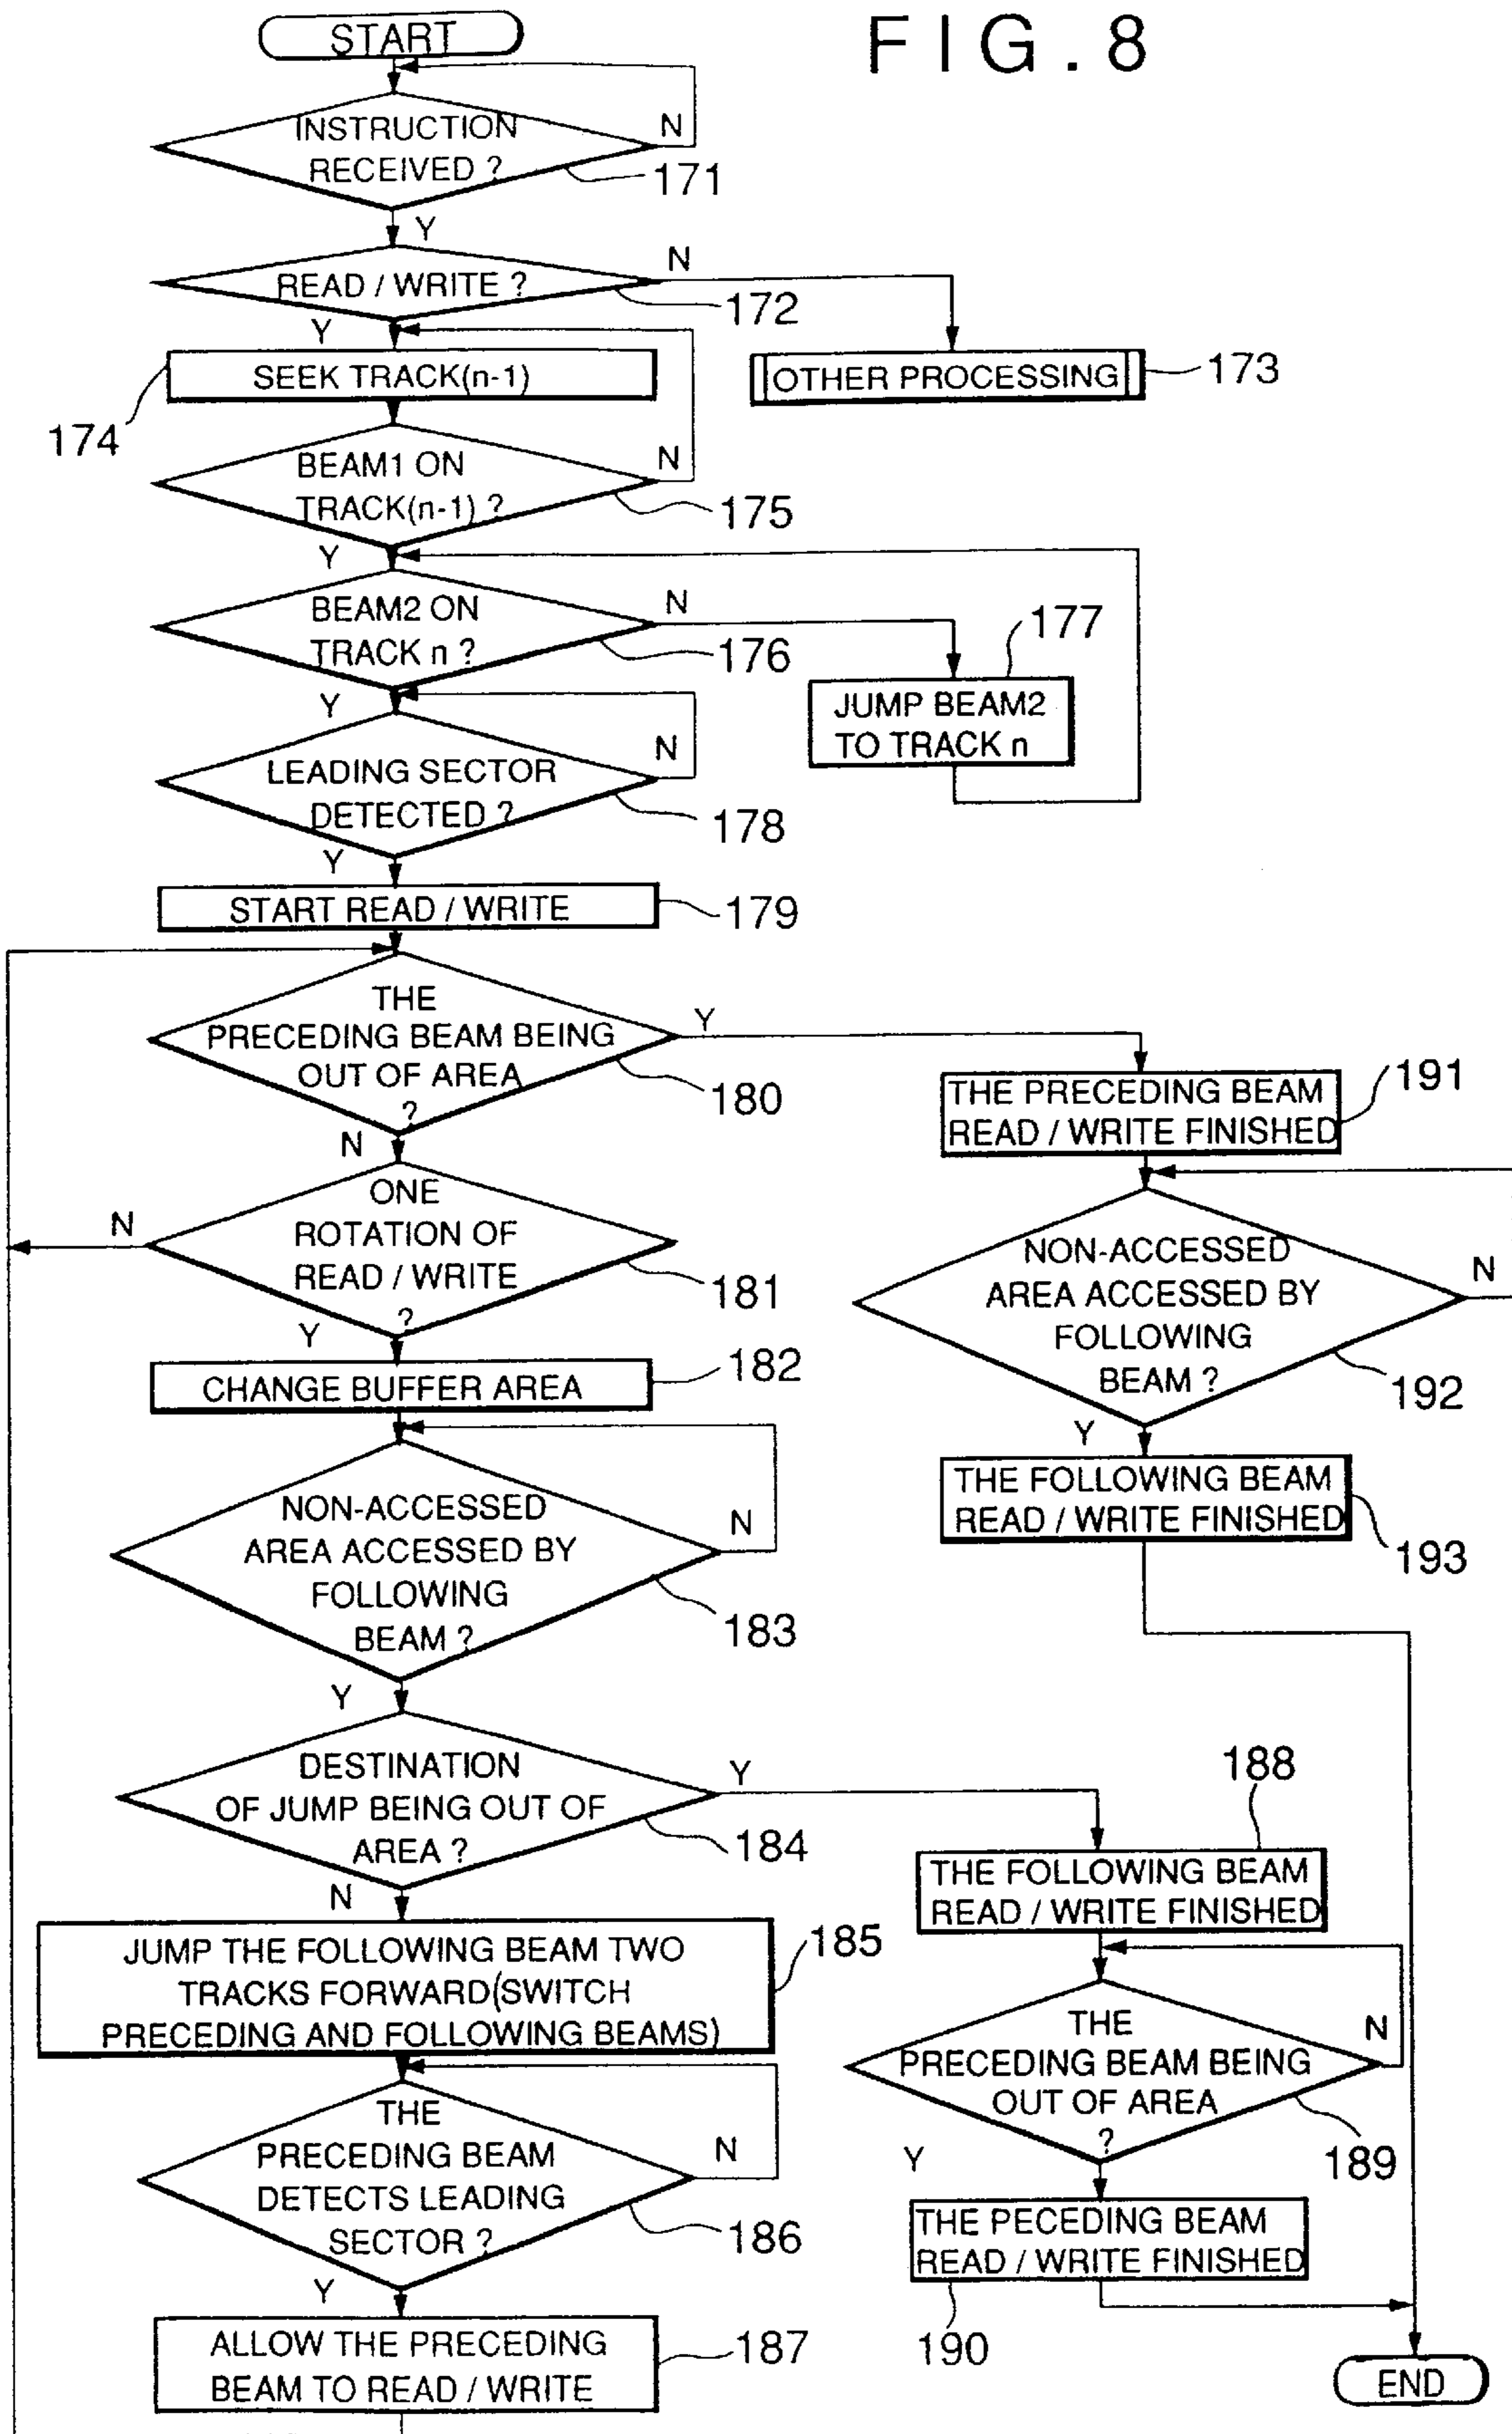 FIG. 8
START
INSTRUCTION
RECEIVED ?
N
171
Y
READ / WRITE ?
N
172
Y
SEEK TRACK(n-1)
174
OTHER PROCESSING
173
BEAM1 ON
TRACK(n-1) ?
N
175
Y
BEAM2 ON
TRACK n ?
N
176
177
JUMP BEAM2
TO TRACK n
Y
LEADING SECTOR
DETECTED ?
N
178
Y
START READ / WRITE
179
THE
PRECEDING BEAM BEING
OUT OF AREA
?
Y
180
N
191
THE PRECEDING BEAM
READ / WRITE FINISHED
ONE
ROTATION OF
READ / WRITE
?
N
181
Y
NON-ACCESSED
AREA ACCESSED BY
FOLLOWING
BEAM ?
N
192
Y
CHANGE BUFFER AREA
182
THE FOLLOWING BEAM
READ / WRITE FINISHED
193
NON-ACCESSED
AREA ACCESSED BY
FOLLOWING
BEAM ?
N
183
Y
DESTINATION
OF JUMP BEING OUT OF
AREA ?
Y
184
N
188
THE FOLLOWING BEAM
READ / WRITE FINISHED
JUMP THE FOLLOWING BEAM TWO
TRACKS FORWARD(SWITCH
PRECEDING AND FOLLOWING BEAMS)
185
THE
PRECEDING BEAM BEING
OUT OF AREA
?
N
189
Y
THE
PRECEDING BEAM
DETECTS LEADING
SECTOR ?
N
186
Y
THE PECEDING BEAM
READ / WRITE FINISHED
190
ALLOW THE PRECEDING
BEAM TO READ / WRITE
187
END